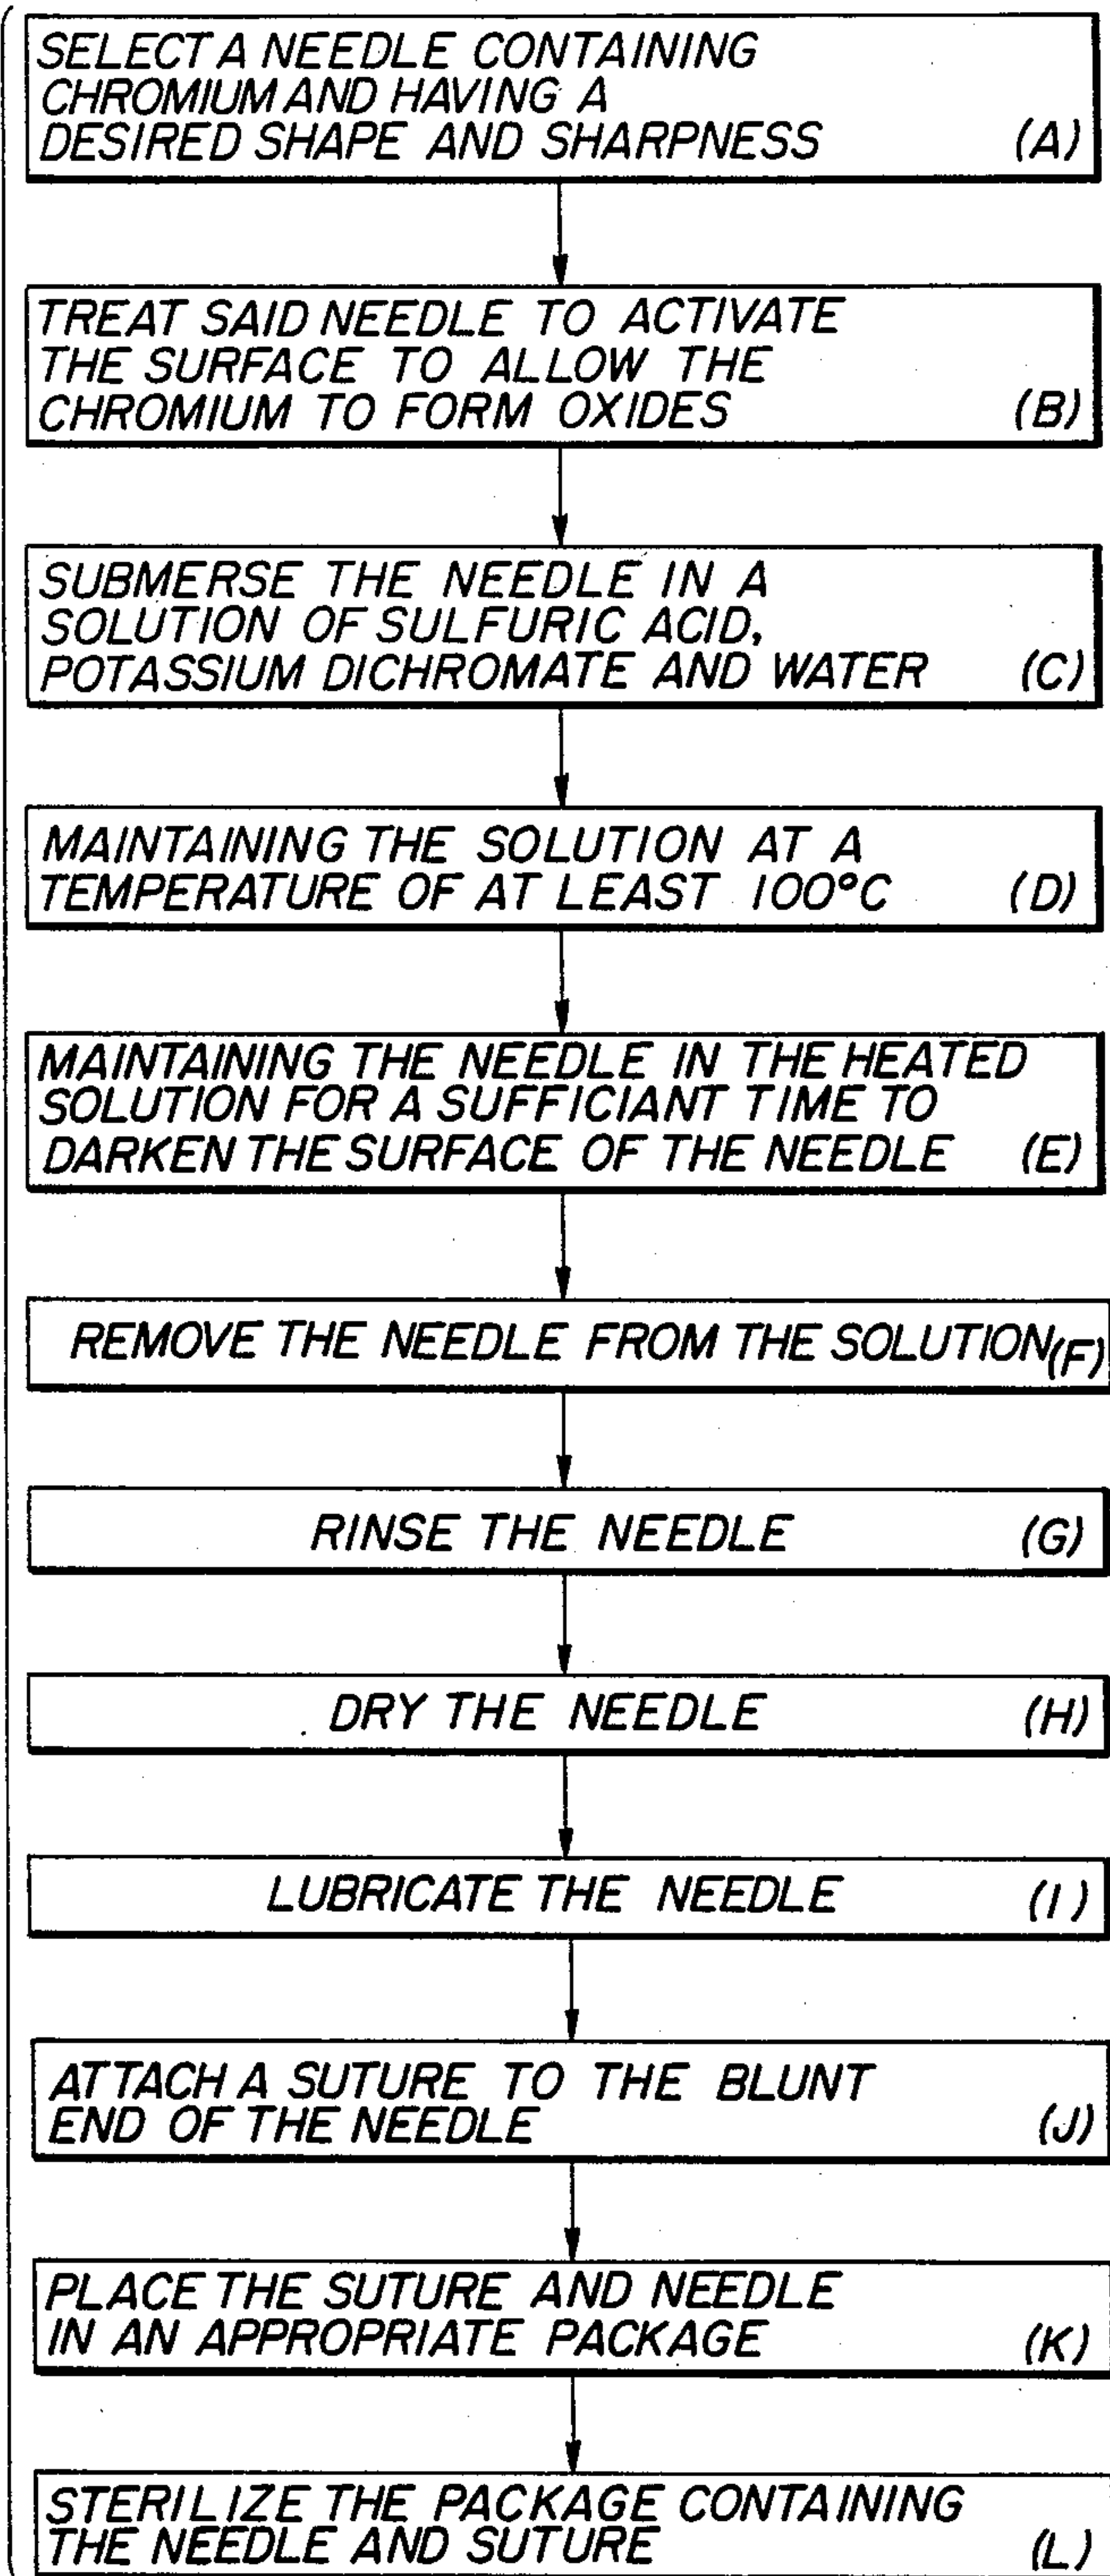 SELECT A NEEDLE CONTAINING
CHROMIUM AND HAVING A
DESIRED SHAPE AND SHARPNESS (A)
TREAT SAID NEEDLE TO ACTIVATE
THE SURFACE TO ALLOW THE
CHROMIUM TO FORM OXIDES (B)
SUBMERSE THE NEEDLE IN A
SOLUTION OF SULFURIC ACID,
POTASSIUM DICHROMATE AND WATER (C)
MAINTAINING THE SOLUTION AT A
TEMPERATURE OF AT LEAST 100°C (D)
MAINTAINING THE NEEDLE IN THE HEATED
SOLUTION FOR A SUFFICIANT TIME TO
DARKEN THE SURFACE OF THE NEEDLE (E)
REMOVE THE NEEDLE FROM THE SOLUTION (F)
RINSE THE NEEDLE (G)
DRY THE NEEDLE (H)
LUBRICATE THE NEEDLE (I)
ATTACH A SUTURE TO THE BLUNT
END OF THE NEEDLE (J)
PLACE THE SUTURE AND NEEDLE
IN AN APPROPRIATE PACKAGE (K)
STERILIZE THE PACKAGE CONTAINING
THE NEEDLE AND SUTURE (L)